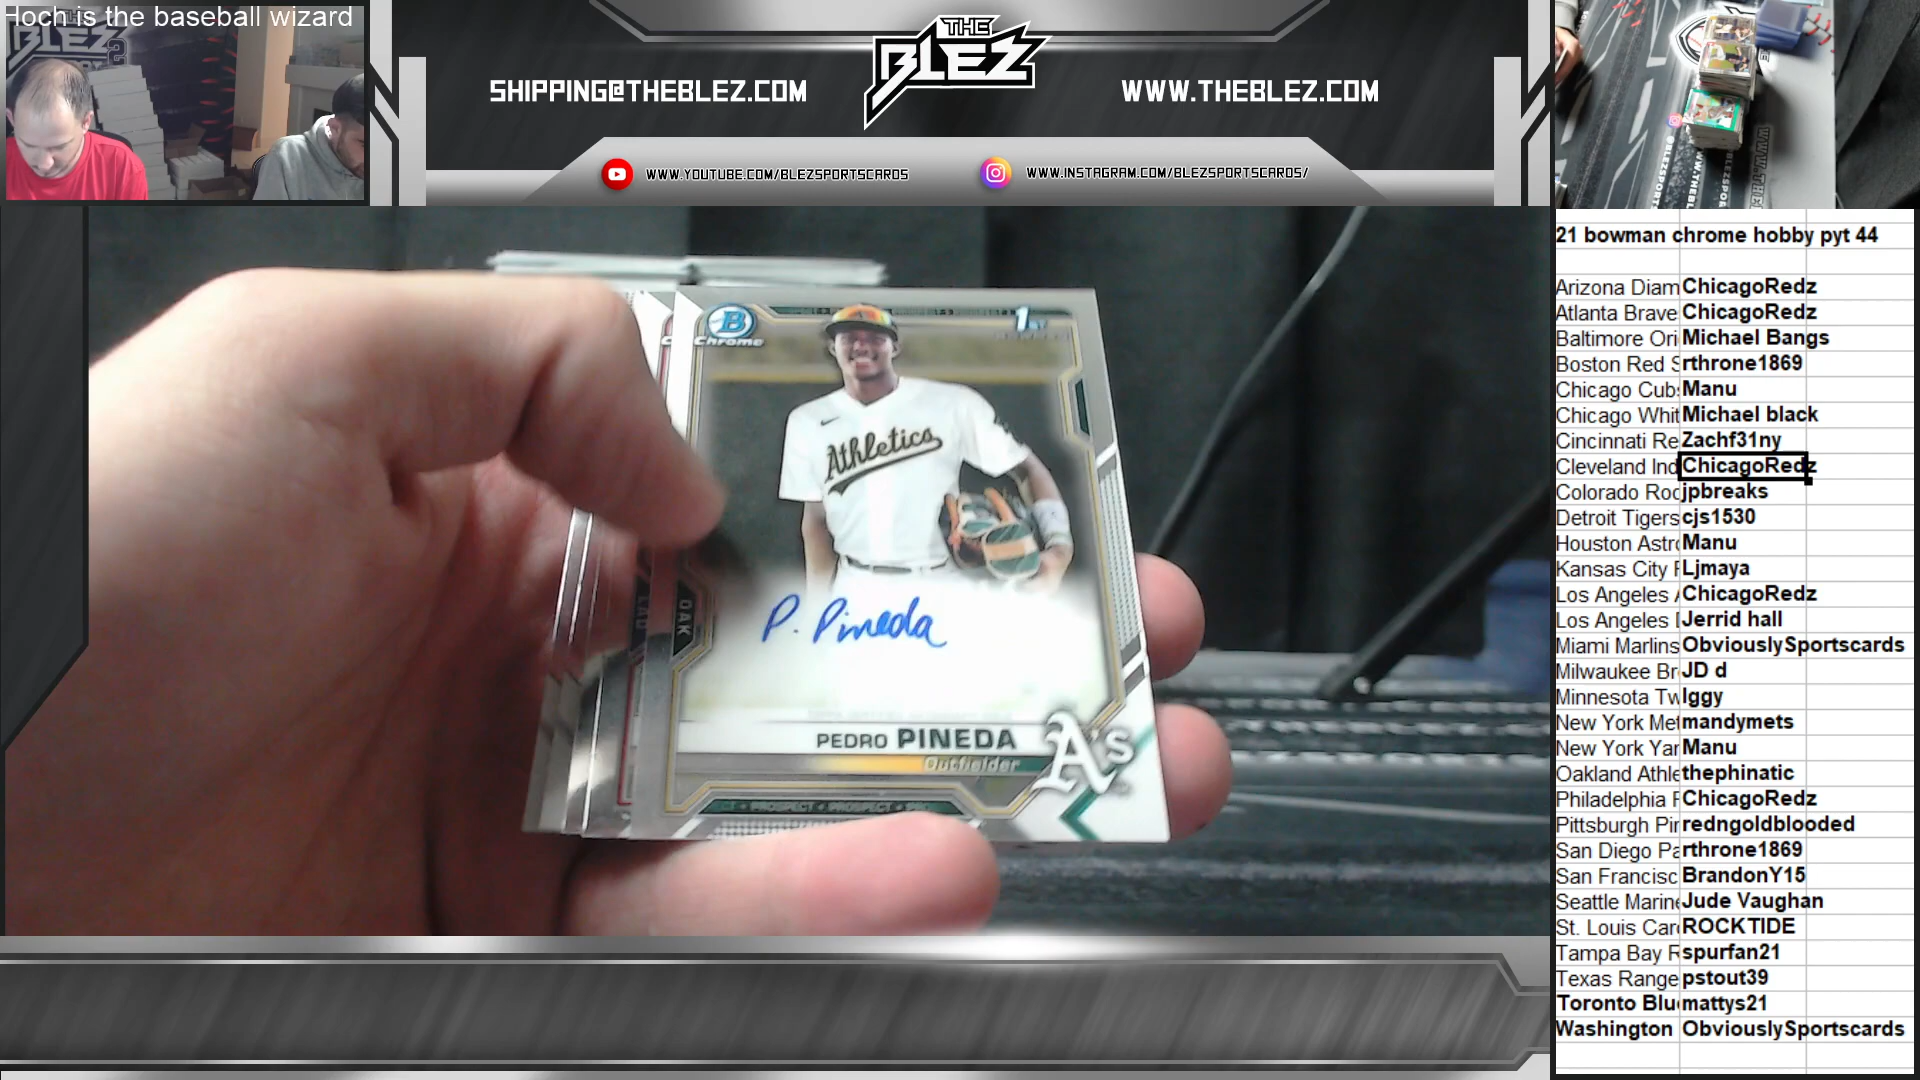 Hoch is the baseball wizard
THE
BLEZ
SHIPPING@THEBLEZ.COM
WWW.THEBLEZ.COM
WWW.YOUTUBE.COM/BLEZSPORTSCARDS
WWW.INSTAGRAM.COM/BLEZSPORTSCARDS/
B
Chrome
1ST
Athletics
OAK
P. Pineda
PEDRO PINEDA
Outfielder
A's
PROSPECT • PROSPECT
21 bowman chrome hobby pyt 44
Arizona Diam ChicagoRedz
Atlanta Brave ChicagoRedz
Baltimore Ori Michael Bangs
Boston Red S rthrone1869
Chicago Cub Manu
Chicago Whit Michael black
Cincinnati Re Zachf31ny
Cleveland Ind ChicagoRedz
Colorado Roc jpbreaks
Detroit Tigers cjs1530
Houston Astr Manu
Kansas City Ljmaya
Los Angeles A ChicagoRedz
Los Angeles Jerrid hall
Miami Marlins ObviouslySportscards
Milwaukee Br JD d
Minnesota Tw Iggy
New York Met mandymets
New York Yan Manu
Oakland Athle thephinatic
Philadelphia ChicagoRedz
Pittsburgh Pir redngoldblooded
San Diego Pa rthrone1869
San Francisc BrandonY15
Seattle Marine Jude Vaughan
St. Louis Car ROCKTIDE
Tampa Bay R spurfan21
Texas Range pstout39
Toronto Blu mattys21
Washington ObviouslySportscards